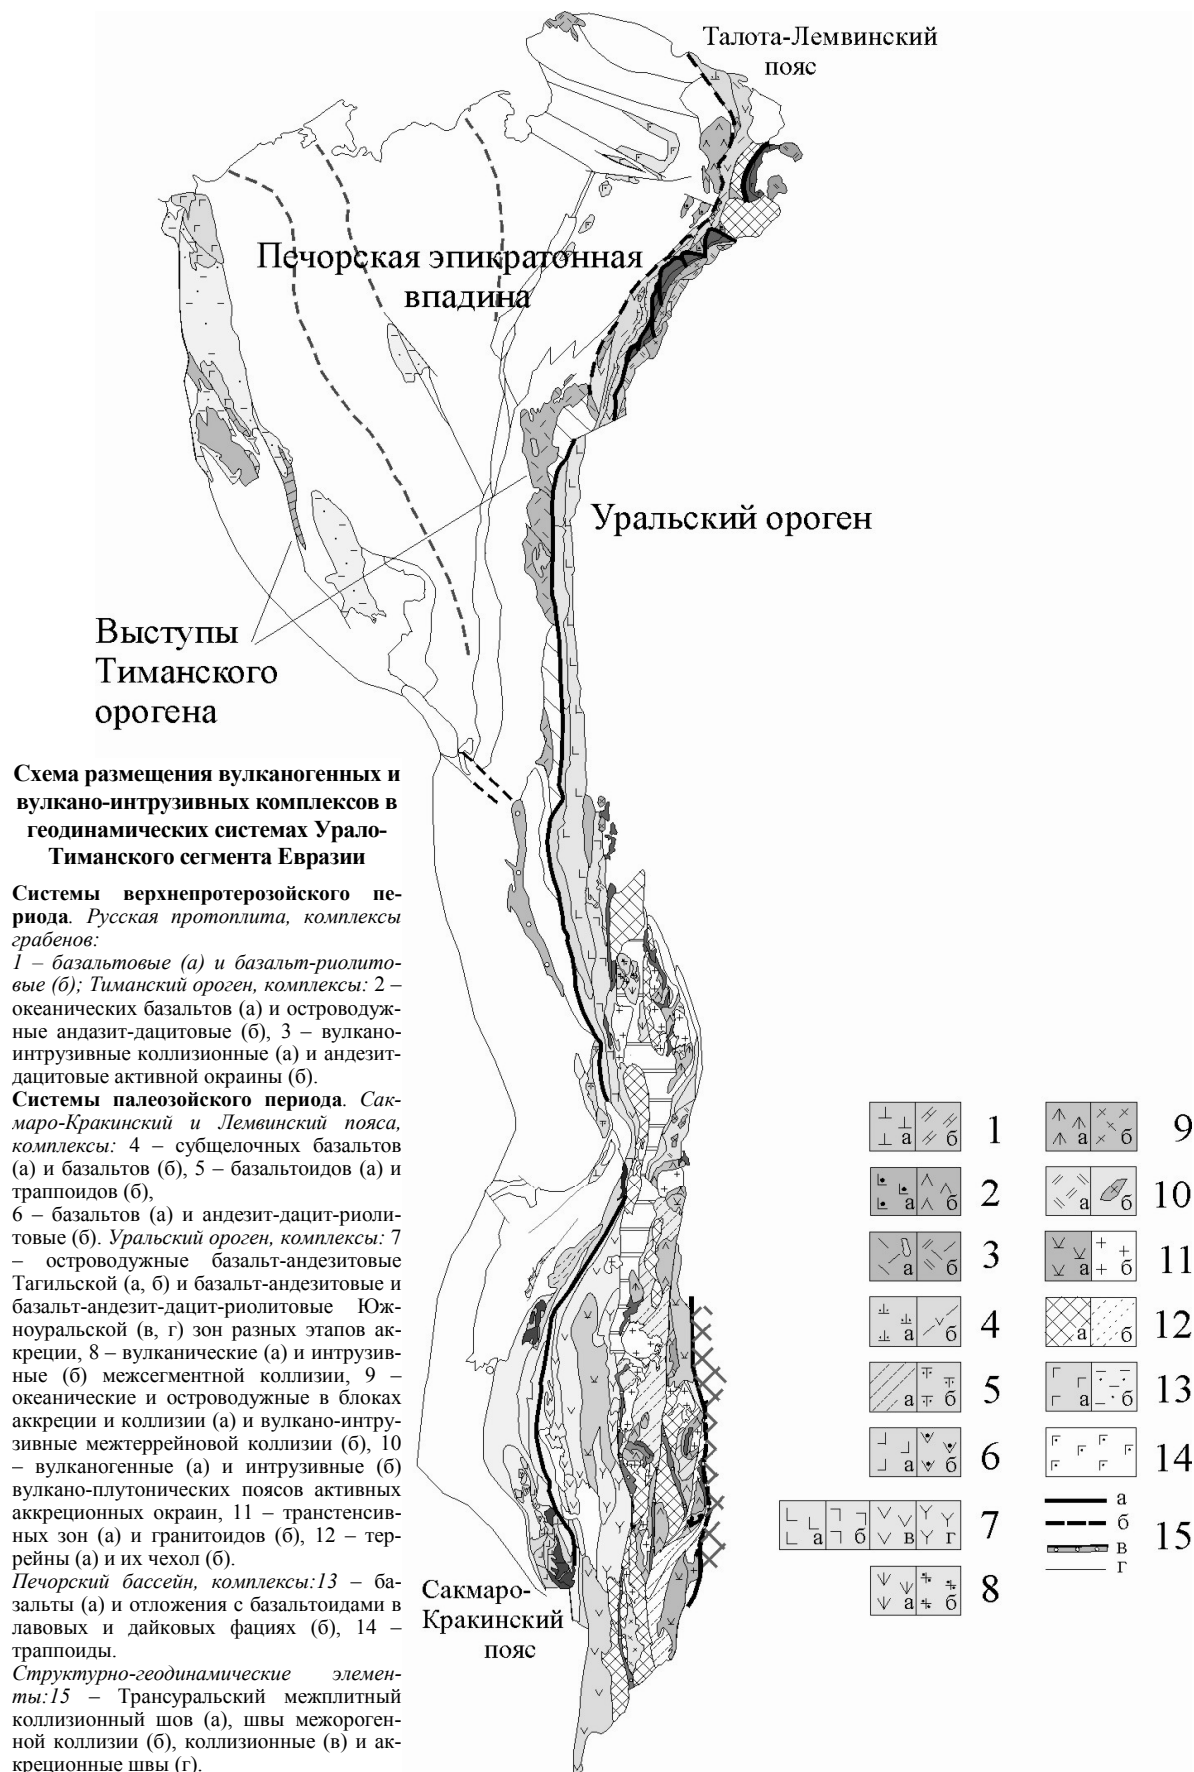 Талота-Лемвинский
пояс
Печорская эпикратонная
впадина
Уральский ороген
Выступы
Тиманского
орогена
Схема размещения вулканогенных и
вулкано-интрузивных комплексов в
геодинамических системах Урало-
Тиманского сегмента Евразии
Системы верхнепротерозойского пе-
риода. Русская протоплита, комплексы
грабенов:
1 – базальтовые (а) и базальт-риолито-
вые (б); Тиманский ороген, комплексы: 2 –
океанических базальтов (а) и островодуж-
ные андазит-дацитовые (б), 3 – вулкано-
интрузивные коллизионные (а) и андезит-
дацитовые активной окраины (б).
Системы палеозойского периода. Сак-
маро-Кракинский и Лемвинский пояса,
комплексы: 4 – субщелочных базальтов
(а) и базальтов (б), 5 – базальтоидов (а) и
траппоидов (б),
6 – базальтов (а) и андезит-дацит-риоли-
товые (б). Уральский ороген, комплексы: 7
– островодужные базальт-андезитовые
Тагильской (а, б) и базальт-андезитовые и
базальт-андезит-дацит-риолитовые Юж-
ноуральской (в, г) зон разных этапов ак-
креции, 8 – вулканические (а) и интрузив-
ные (б) межсегментной коллизии, 9 –
океанические и островодужные в блоках
аккреции и коллизии (а) и вулкано-интру-
зивные межтеррейновой коллизии (б), 10
– вулканогенные (а) и интрузивные (б)
вулкано-плутонических поясов активных
аккреционных окраин, 11 – транстенсив-
ных зон (а) и гранитоидов (б), 12 – тер-
рейны (а) и их чехол (б).
Печорский бассейн, комплексы:13 – ба-
зальты (а) и отложения с базальтоидами в
лавовых и дайковых фациях (б), 14 –
траппоиды.
Структурно-геодинамические элемен-
ты:15 – Трансуральский межплитный
коллизионный шов (а), швы межороген-
ной коллизии (б), коллизионные (в) и ак-
креционные швы (г).
Сакмаро-
Кракинский
пояс
а б 1
а б 2
а б 3
а б 4
а б 5
а б 6
а б в г 7
а б 8
а б 9
а б 10
а б 11
а б 12
а б 13
14
а
б
в
г
15